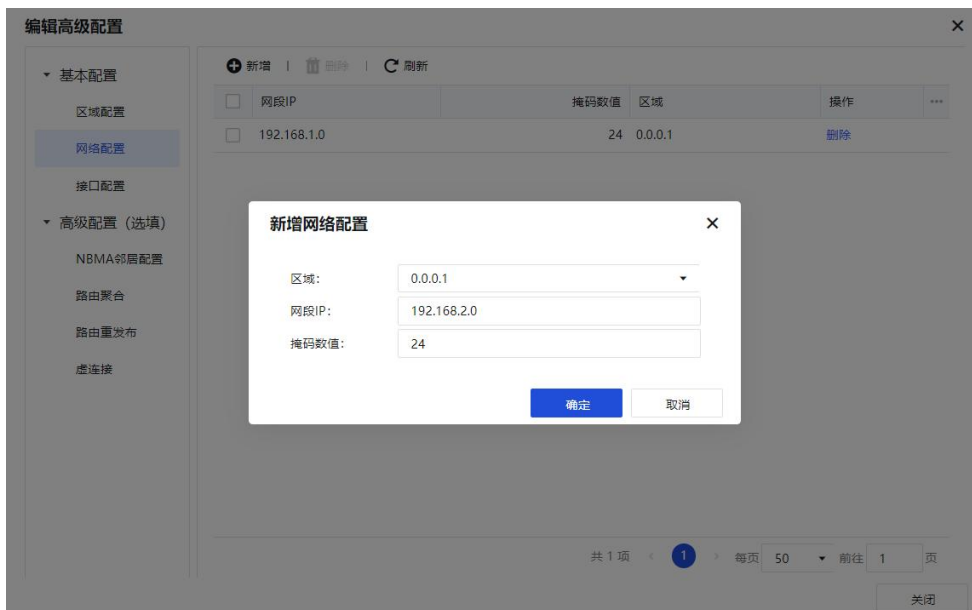 编辑高级配置
基本配置
区域配置
网络配置
接口配置
高级配置（选填）
NBMA邻居配置
路由聚合
路由重发布
虚连接
新增 | 删除 | 刷新
网段IP 掩码数值 区域 操作
192.168.1.0 24 0.0.0.1 删除
新增网络配置
区域: 0.0.0.1
网段IP: 192.168.2.0
掩码数值: 24
确定 取消
共 1 项 1 每页 50 前往 1 页
关闭